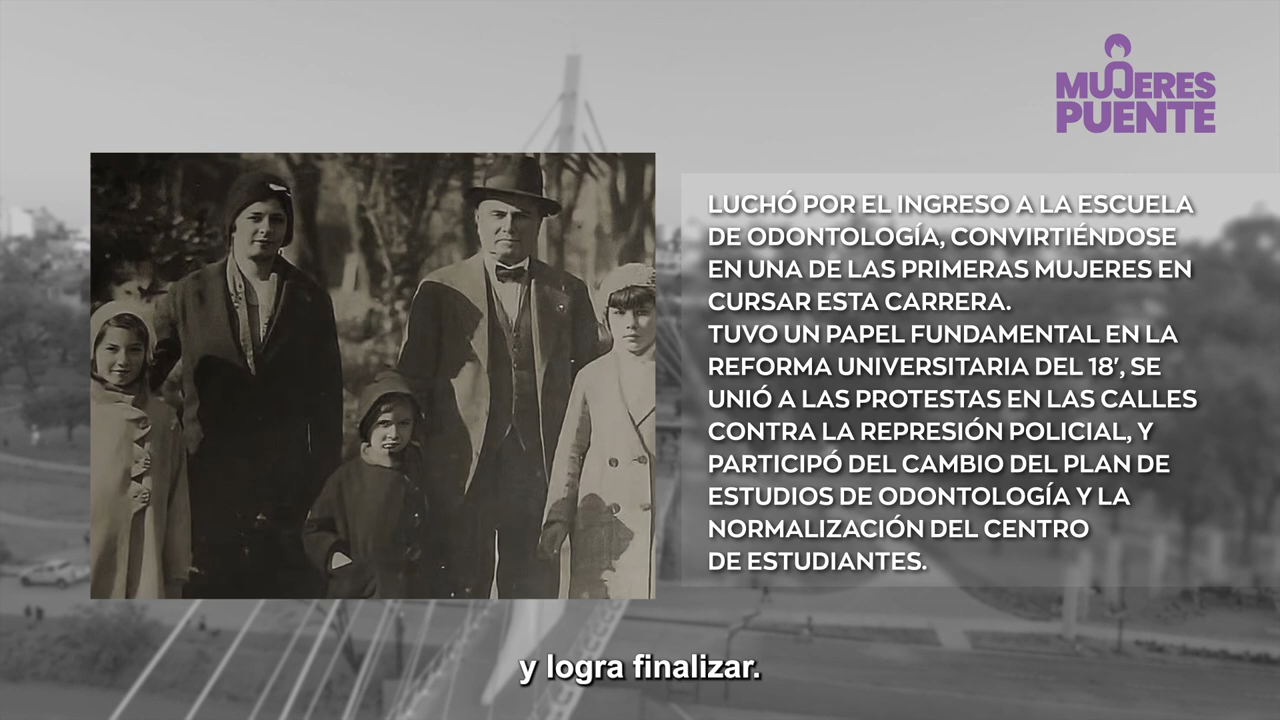 MUJERES
PUENTE
LUCHÓ POR EL INGRESO A LA ESCUELA
DE ODONTOLOGÍA, CONVIRTIÉNDOSE
EN UNA DE LAS PRIMERAS MUJERES EN
CURSAR ESTA CARRERA.
TUVO UN PAPEL FUNDAMENTAL EN LA
REFORMA UNIVERSITARIA DEL 18', SE
UNIÓ A LAS PROTESTAS EN LAS CALLES
CONTRA LA REPRESIÓN POLICIAL, Y
PARTICIPÓ DEL CAMBIO DEL PLAN DE
ESTUDIOS DE ODONTOLOGÍA Y LA
NORMALIZACIÓN DEL CENTRO
DE ESTUDIANTES.
y logra finalizar.